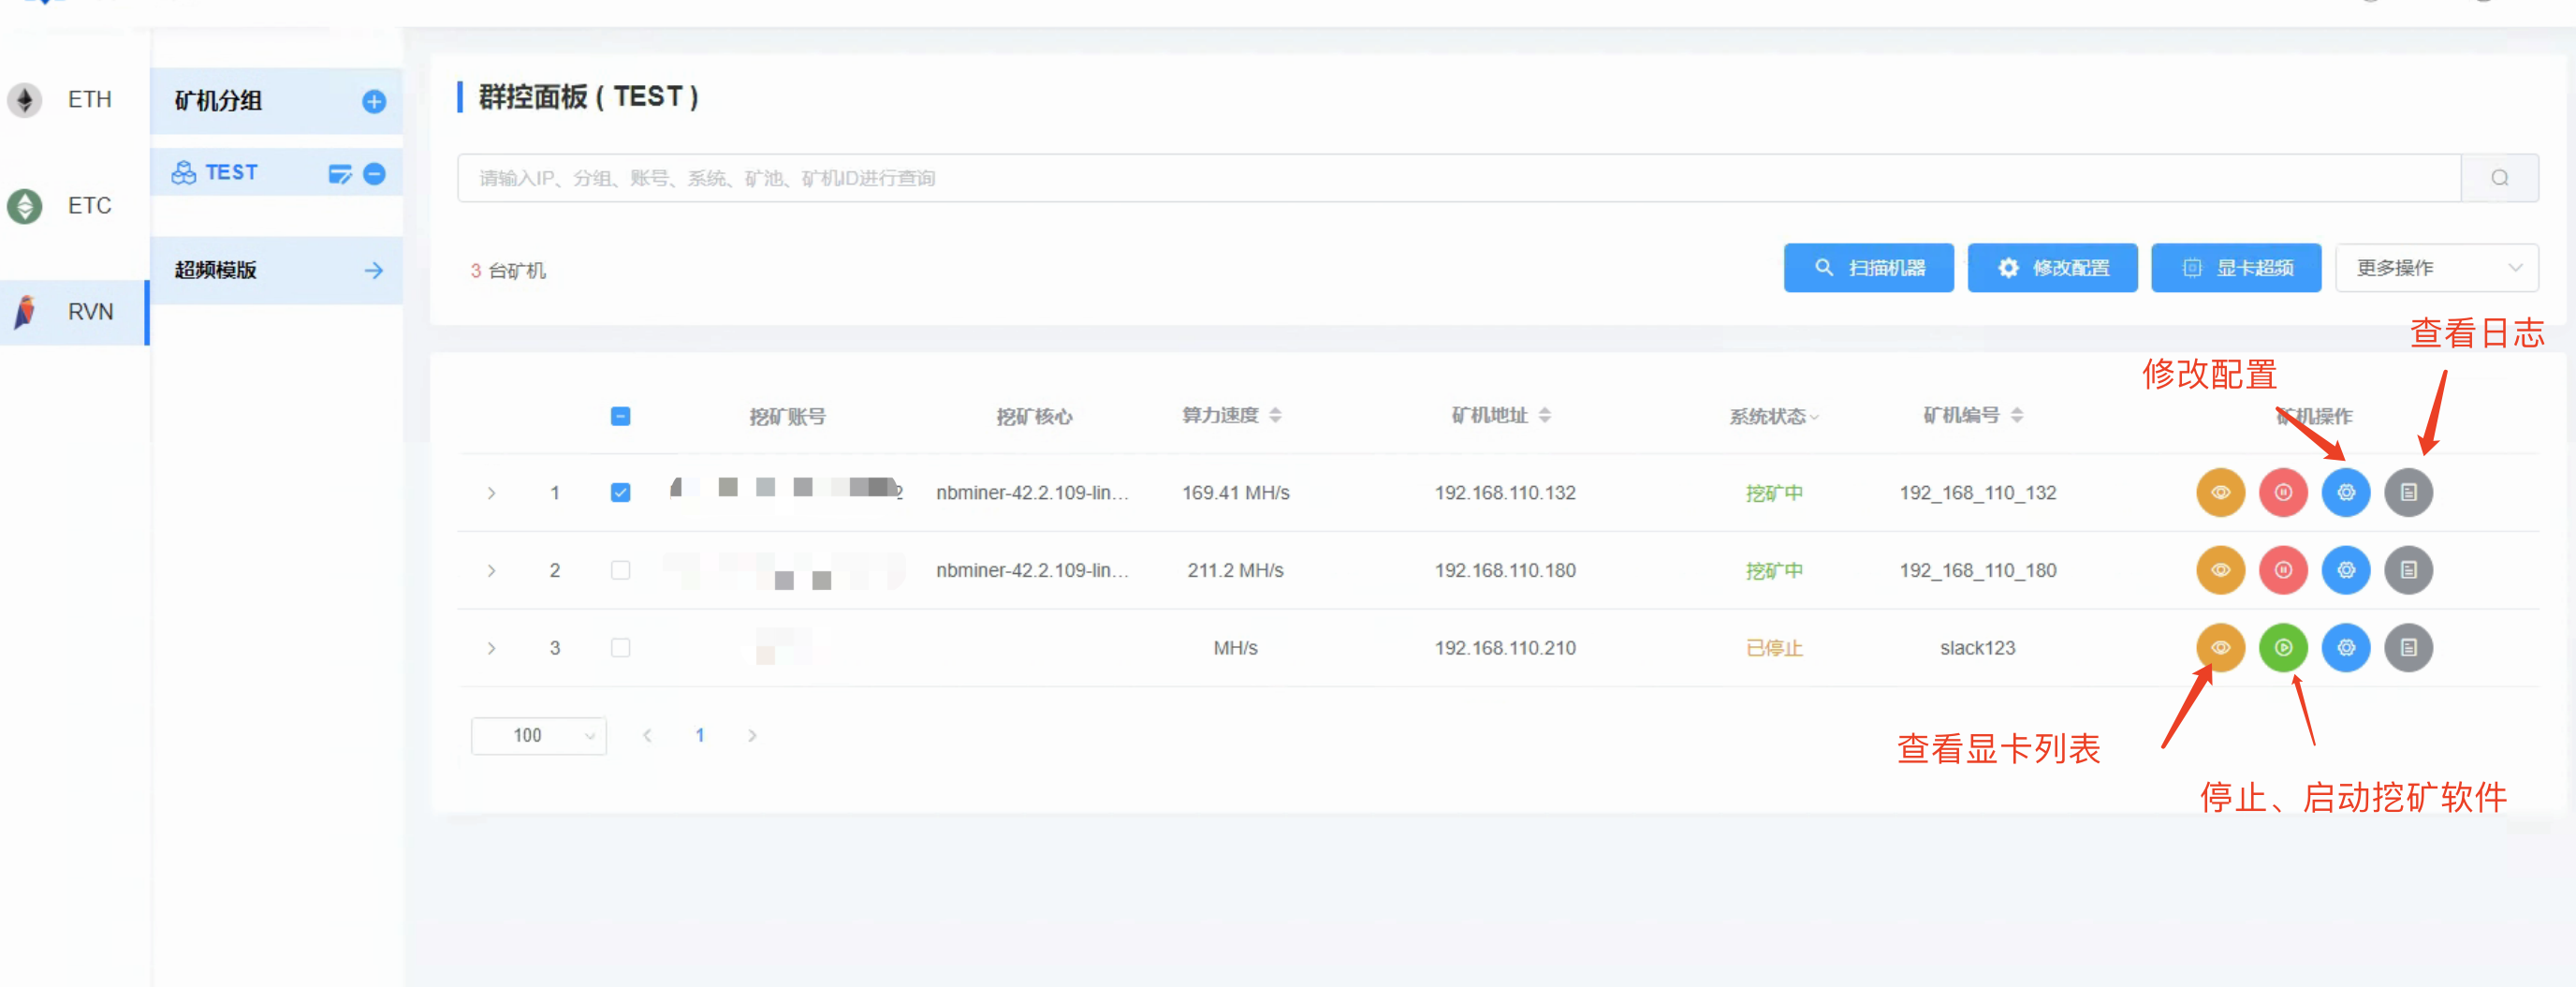 ETH
ETC
RVN
矿机分组
TEST
超频模版
群控面板 ( TEST )
请输入IP、分组、账号、系统、矿池、矿机ID进行查询
3 台矿机
扫描机器
修改配置
显卡超频
更多操作
查看日志
修改配置
挖矿账号 挖矿核心 算力速度 矿机地址 系统状态 矿机编号 矿机操作
1 2 nbminer-42.2.109-lin... 169.41 MH/s 192.168.110.132 挖矿中 192_168_110_132
2 nbminer-42.2.109-lin... 211.2 MH/s 192.168.110.180 挖矿中 192_168_110_180
3 MH/s 192.168.110.210 已停止 slack123
100 1
查看显卡列表
停止、启动挖矿软件